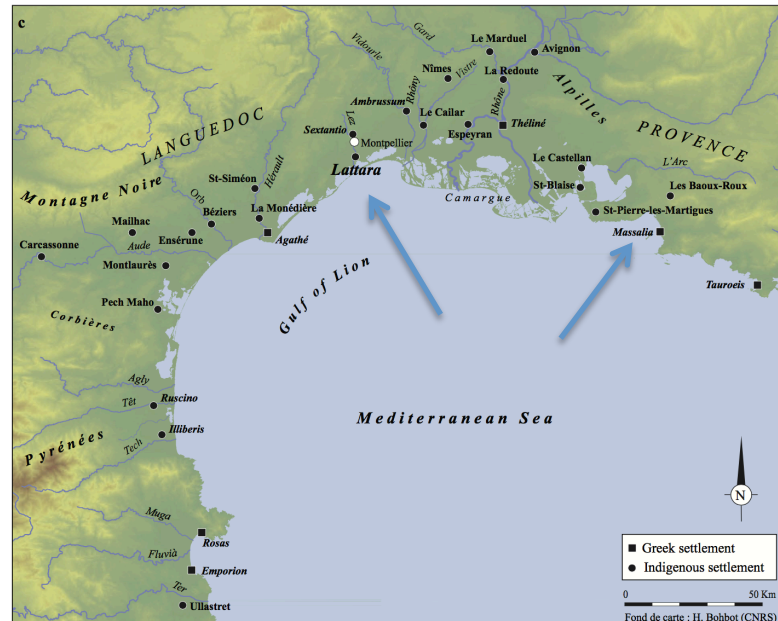 c
Le Marduel
Avignon
Gard
Vidourle
Nîmes
Vistre
La Redoute
Rhône
Alpilles
Ambrussum
Rhôny
Le Cailar
Espeyran
Théliné
PROVENCE
LANGUEDOC
Lez
Sextantio
Montpellier
Lattara
Le Castellan
L'Arc
St-Blaise
Les Baoux-Roux
Camargue
St-Pierre-les-Martigues
Massalia
Tauroeis
Hérault
St-Siméon
Montagne Noire
Orb
Béziers
La Monédière
Mailhac
Ensérune
Agathé
Aude
Carcassonne
Montlaurès
Gulf of Lion
Pech Maho
Corbières
Agly
Têt
Ruscino
Mediterranean Sea
Illiberis
Tech
Pyrénées
Muga
Rosas
Fluvià
Emporion
Ter
Ullastret
N
Greek settlement
Indigenous settlement
0
50 Km
Fond de carte : H. Bohbot (CNRS)